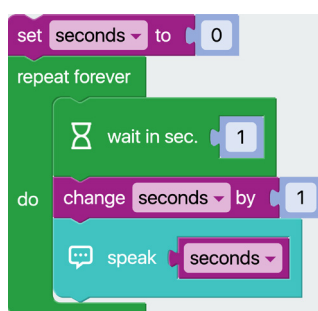 set seconds to 0
repeat forever
wait in sec. 1
do change seconds by 1
speak seconds